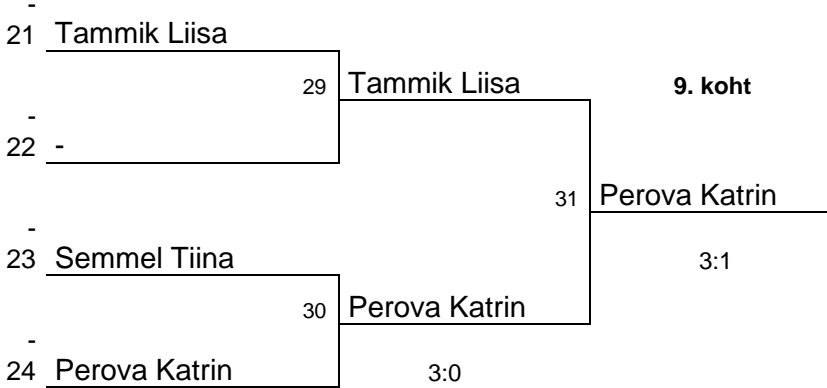 -
21 Tammik Liisa
29 Tammik Liisa 9. koht
-
22 -
31 Perova Katrin
-
23 Semmel Tiina 3:1
30 Perova Katrin
-
24 Perova Katrin 3:0